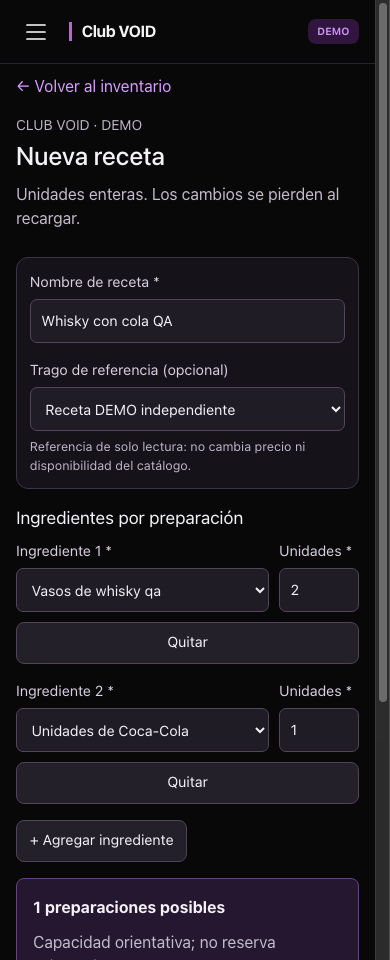 Club VOID
DEMO
← Volver al inventario
CLUB VOID · DEMO
Nueva receta
Unidades enteras. Los cambios se pierden al
recargar.
Nombre de receta *
Whisky con cola QA
Trago de referencia (opcional)
Receta DEMO independiente
Referencia de solo lectura: no cambia precio ni
disponibilidad del catálogo.
Ingredientes por preparación
Ingrediente 1 * Unidades *
Vasos de whisky qa 2
Quitar
Ingrediente 2 * Unidades *
Unidades de Coca-Cola 1
Quitar
+ Agregar ingrediente
1 preparaciones posibles
Capacidad orientativa; no reserva